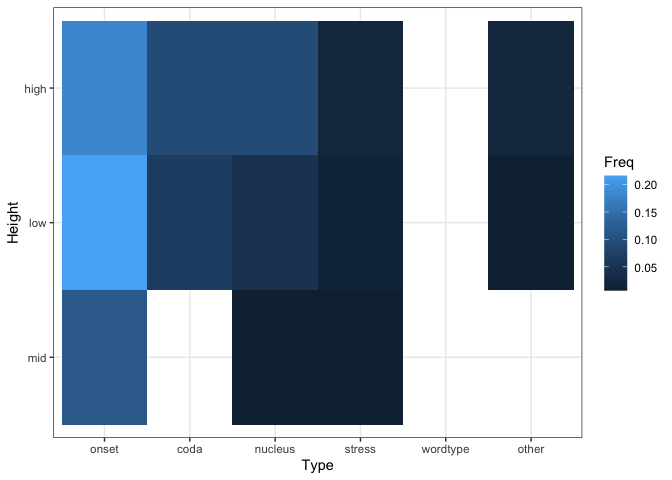 high
low
mid
Height
onset coda nucleus stress wordtype other
Type
Freq
0.20
0.15
0.10
0.05